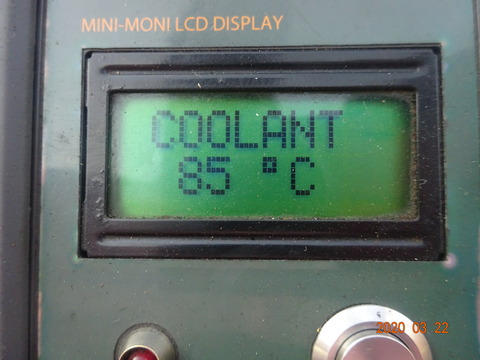 MINI-MONI LCD DISPLAY
COOLANT
85 °C
2020 03 22